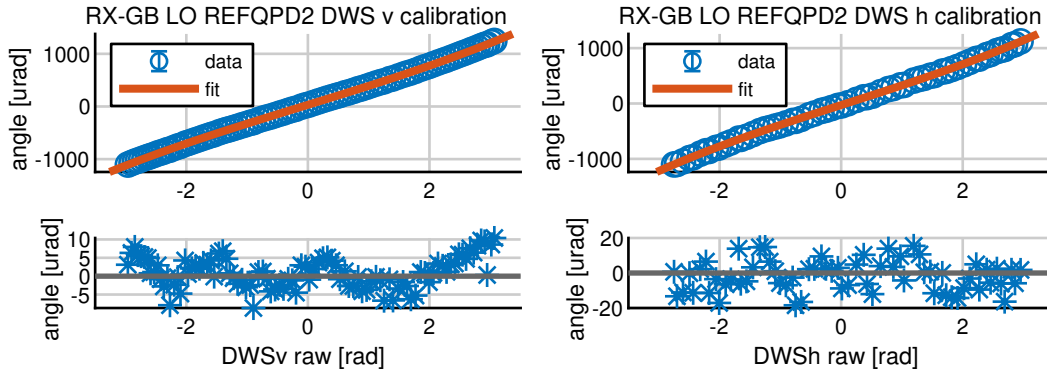 RX-GB LO REFQPD2 DWS v calibration
angle [urad]
1000
0
-1000
data
fit
-2
0
2
angle [urad]
10
5
0
-5
-2
0
2
DWSv raw [rad]
RX-GB LO REFQPD2 DWS h calibration
angle [urad]
1000
0
-1000
data
fit
-2
0
2
angle [urad]
20
0
-20
-2
0
2
DWSh raw [rad]